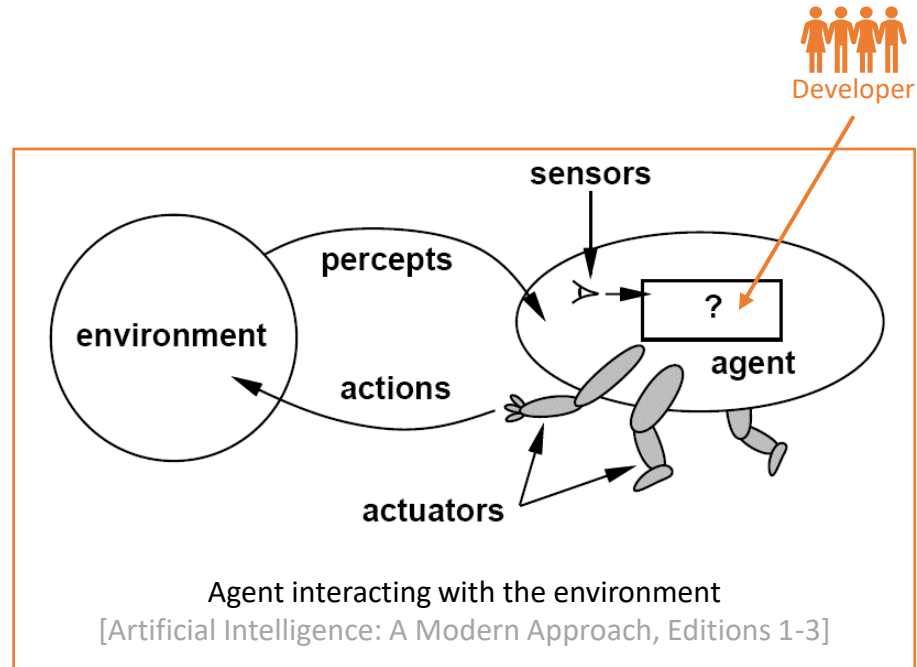 Developer
sensors
percepts
?
environment
agent
actions
actuators
Agent interacting with the environment
[Artificial Intelligence: A Modern Approach, Editions 1-3]